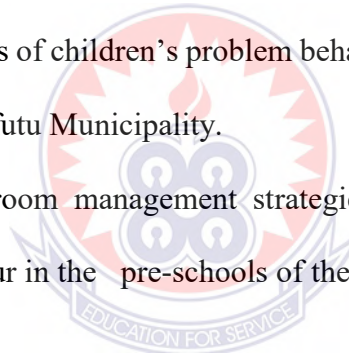 s of children's problem beha
futu Municipality.
room management strategie
ur in the pre-schools of the
EDUCATION FOR SERVICE